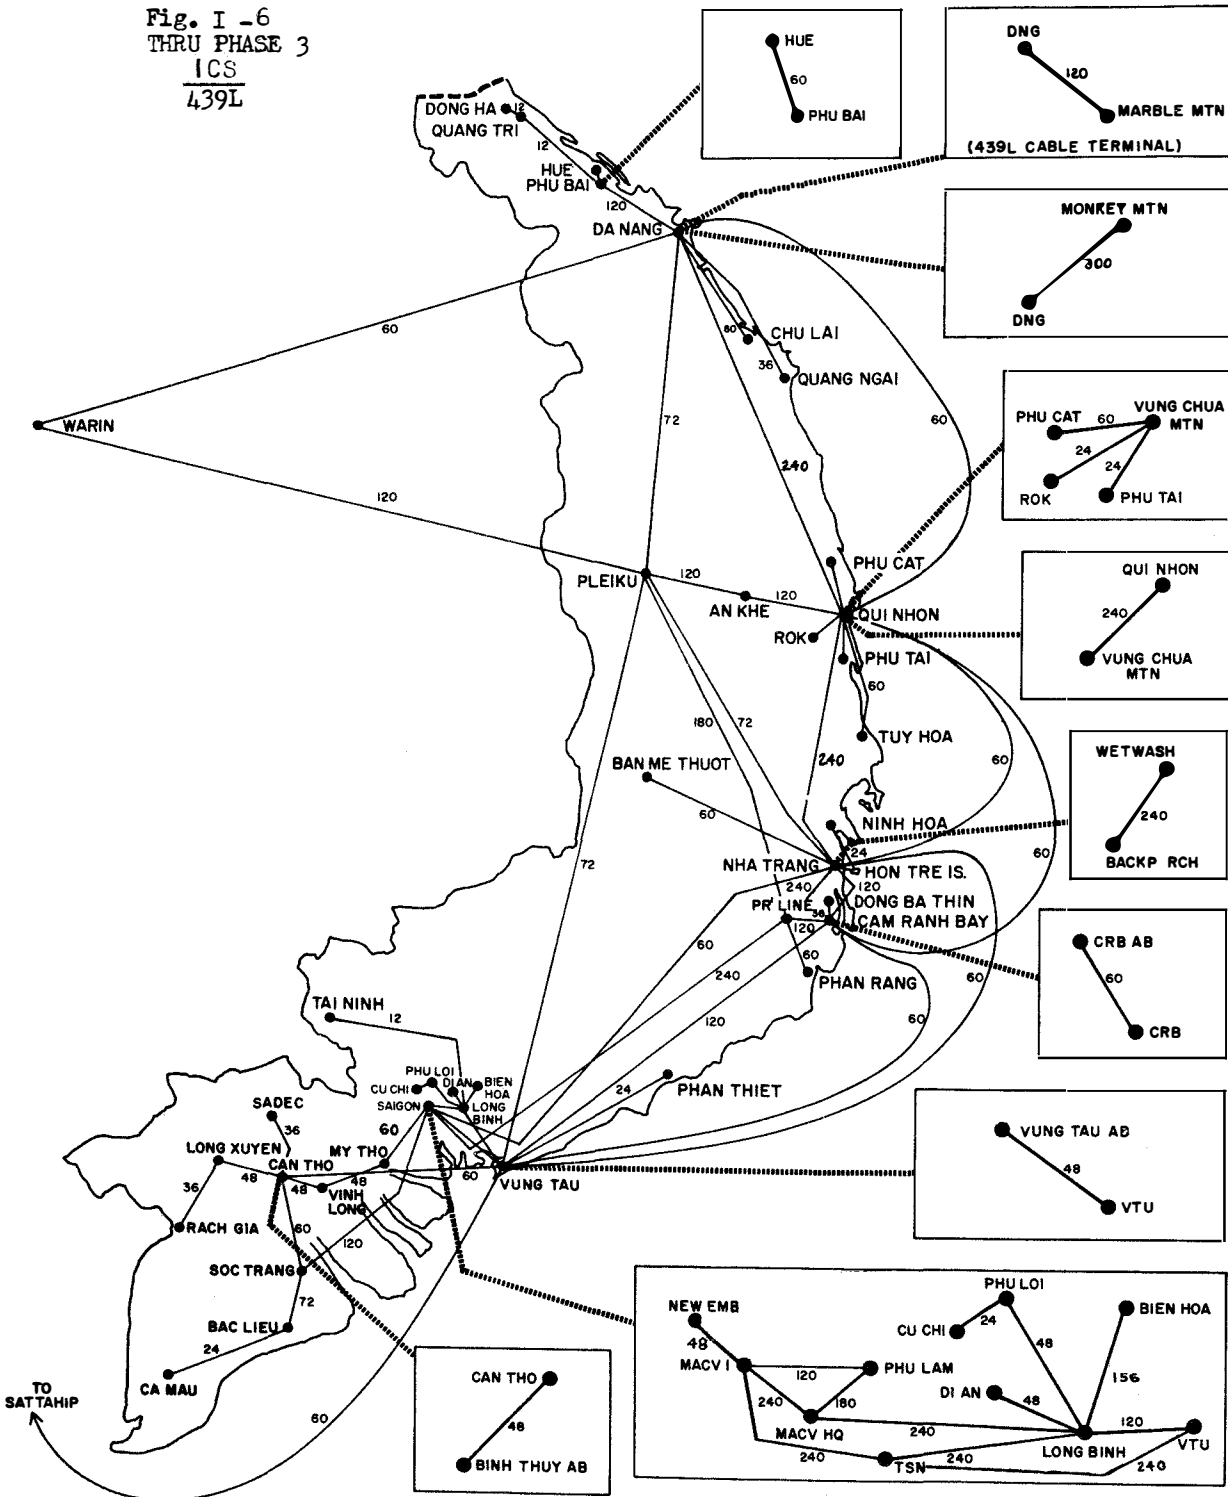 Fig. I -6
THRU PHASE 3
ICS
439L
HUE
60
PHU BAI
DNG
120
MARBLE MTN
(439L CABLE TERMINAL)
DONG HA
12
QUANG TRI
12
HUE
PHU BAI
120
DA NANG
MONKEY MTN
300
DNG
60
60
CHU LAI
36
QUANG NGAI
WARIN
72
60
240
PHU CAT
60
VUNG CHUA
MTN
24
24
ROK
PHU TAI
120
PHU CAT
PLEIKU
120
AN KHE
120
QUI NHON
ROK
PHU TAI
60
QUI NHON
240
VUNG CHUA
MTN
180
72
TUY HOA
BAN ME THUOT
240
60
60
WETWASH
240
BACKP RCH
NINH HOA
24
60
72
NHA TRANG
HON TRE IS.
240
120
DONG BA THIN
PR' LINE
36
CAM RANH BAY
120
60
60
240
PHAN RANG
60
CRB AB
60
CRB
TAI NINH
12
120
60
PHU LOI
DI AN
BIEN
HOA
CU CHI
SAIGON
LONG
BINH
24
PHAN THIET
SADEC
36
60
LONG XUYEN
MY THO
CAN THO
48
48
48
60
VUNG TAU
VINH
LONG
36
RACH GIA
60
120
SOC TRANG
72
BAC LIEU
24
CA MAU
VUNG TAU AB
48
VTU
TO
SATTAHIP
60
CAN THO
48
BINH THUY AB
NEW EMB
48
MACV I
120
PHU LAM
240
180
MACV HQ
240
240
TSN
240
PHU LOI
CU CHI
24
48
BIEN HOA
156
DI AN
48
120
LONG BINH
VTU
240